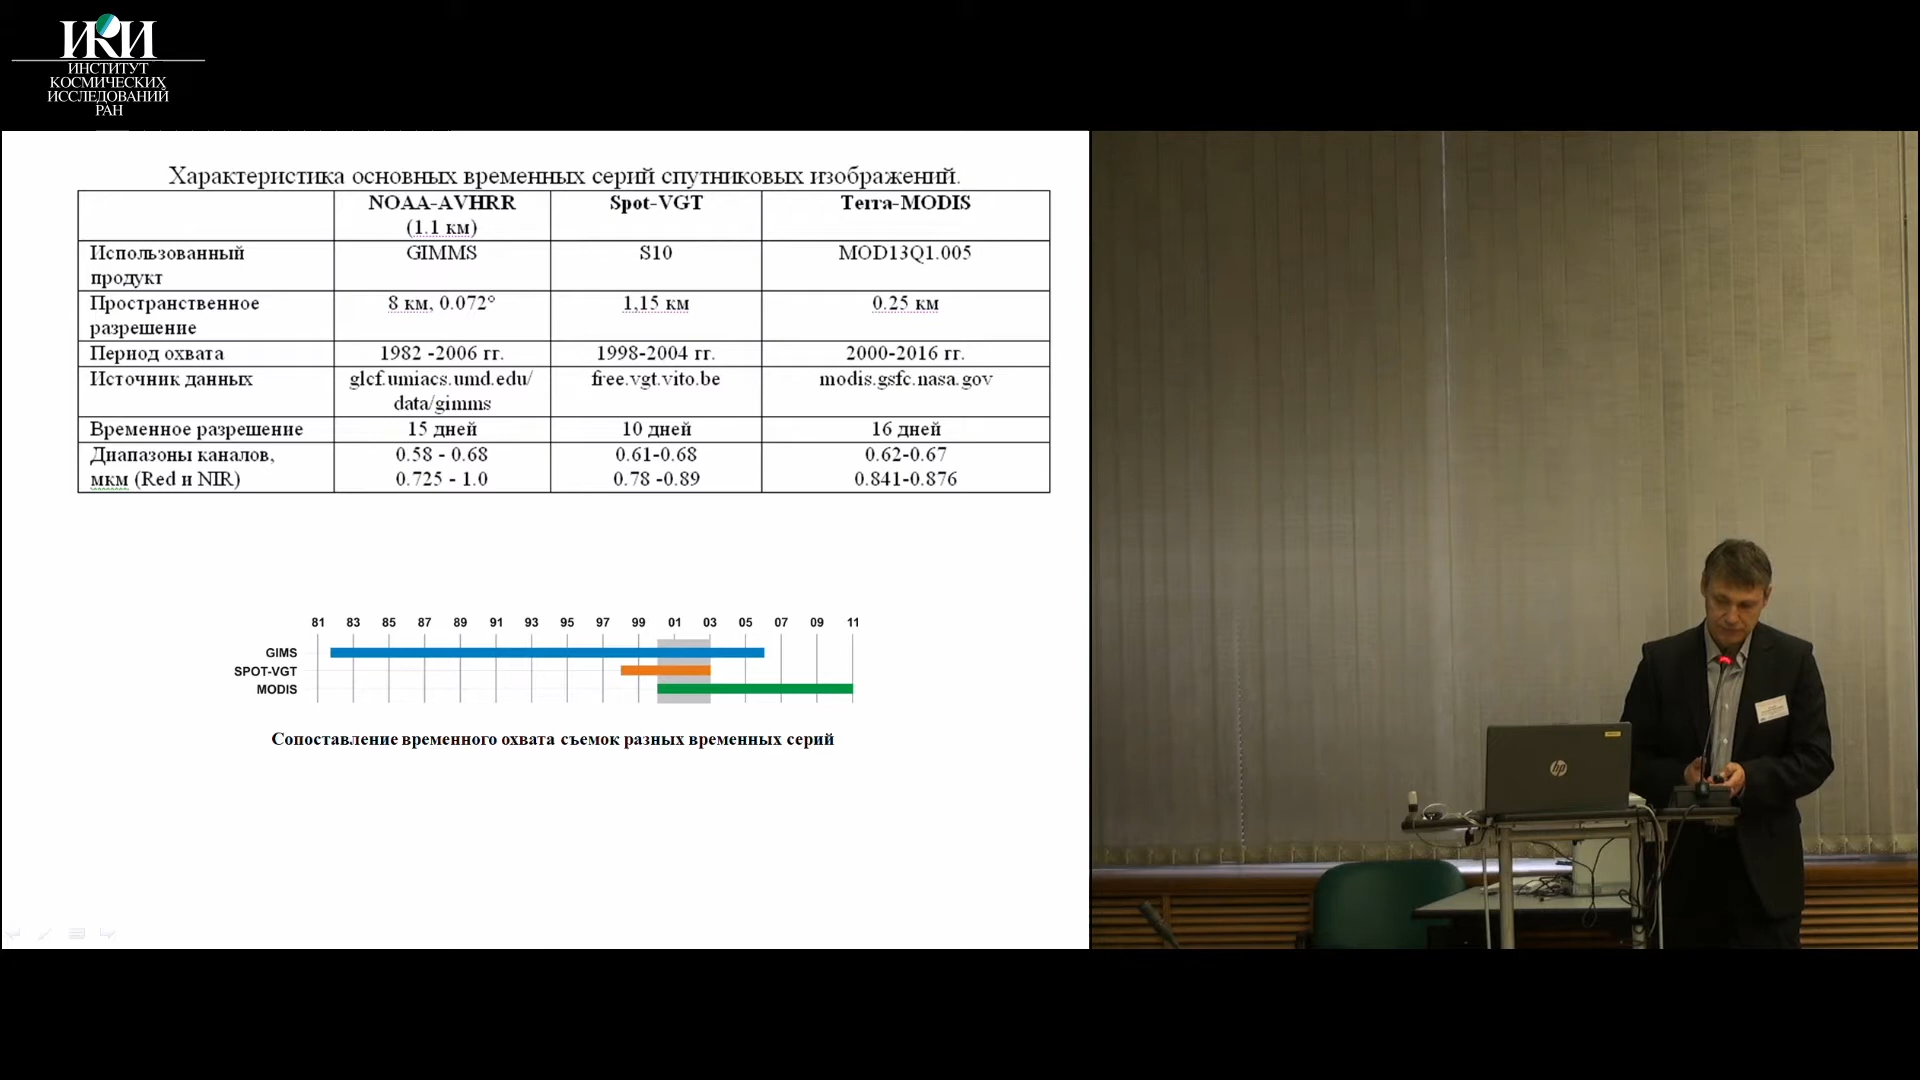 ИКИ
ИНСТИТУТ
КОСМИЧЕСКИХ
ИССЛЕДОВАНИЙ
РАН
Характеристика основных временных серий спутниковых изображений.
NOAA-AVHRR (1.1 км) Spot-VGT Terra-MODIS
Использованный продукт GIMMS S10 MOD13Q1.005
Пространственное разрешение 8 км, 0.072° 1,15 км 0.25 км
Период охвата 1982 -2006 гг. 1998-2004 гг. 2000-2016 гг.
Источник данных glcf.umiacs.umd.edu/data/gimms free.vgt.vito.be modis.gsfc.nasa.gov
Временное разрешение 15 дней 10 дней 16 дней
Диапазоны каналов, 0.58 - 0.68 0.61-0.68 0.62-0.67
мкм (Red и NIR) 0.725 - 1.0 0.78 -0.89 0.841-0.876
81 83 85 87 89 91 93 95 97 99 01 03 05 07 09 11
GIMS
SPOT-VGT
MODIS
Сопоставление временного охвата съемок разных временных серий
hp